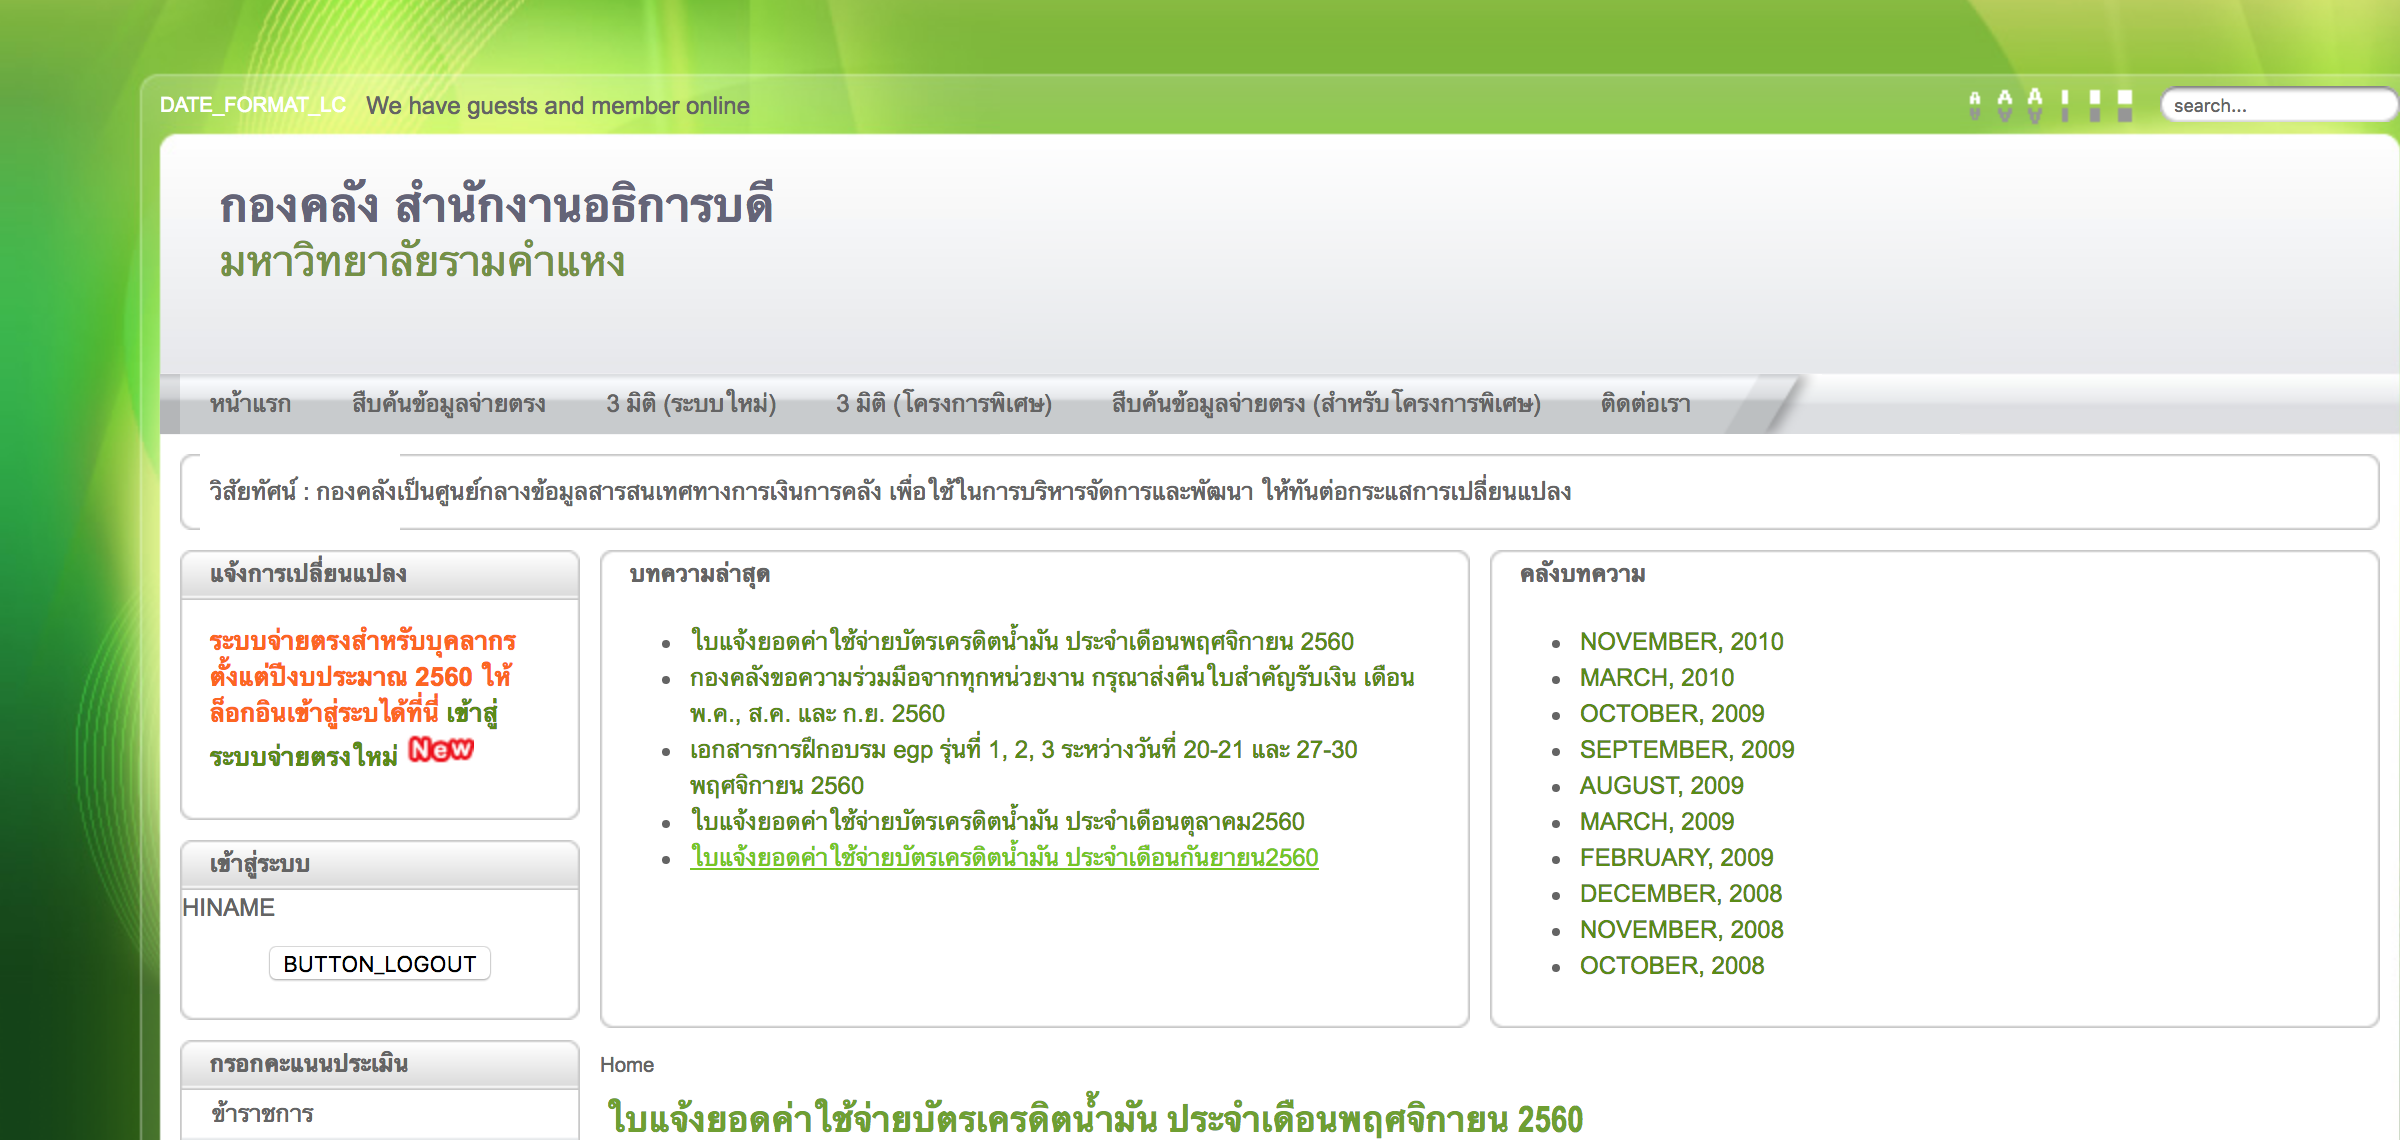 DATE_FORMAT_LC We have guests and member online
search...
กองคลัง สำนักงานอธิการบดี
มหาวิทยาลัยรามคำแหง
หน้าแรก สืบค้นข้อมูลจ่ายตรง 3 มิติ (ระบบใหม่) 3 มิติ (โครงการพิเศษ) สืบค้นข้อมูลจ่ายตรง (สำหรับโครงการพิเศษ) ติดต่อเรา
วิสัยทัศน์ : กองคลังเป็นศูนย์กลางข้อมูลสารสนเทศทางการเงินการคลัง เพื่อใช้ในการบริหารจัดการและพัฒนา ให้ทันต่อกระแสการเปลี่ยนแปลง
แจ้งการเปลี่ยนแปลง
ระบบจ่ายตรงสำหรับบุคลากร
ตั้งแต่ปีงบประมาณ 2560 ให้
ล็อกอินเข้าสู่ระบได้ที่นี่ เข้าสู่
ระบบจ่ายตรงใหม่ New
เข้าสู่ระบบ
HINAME
BUTTON_LOGOUT
กรอกคะแนนประเมิน
ข้าราชการ
บทความล่าสุด
ใบแจ้งยอดค่าใช้จ่ายบัตรเครดิตน้ำมัน ประจำเดือนพฤศจิกายน 2560
กองคลังขอความร่วมมือจากทุกหน่วยงาน กรุณาส่งคืนใบสำคัญรับเงิน เดือน
พ.ค., ส.ค. และ ก.ย. 2560
เอกสารการฝึกอบรม egp รุ่นที่ 1, 2, 3 ระหว่างวันที่ 20-21 และ 27-30
พฤศจิกายน 2560
ใบแจ้งยอดค่าใช้จ่ายบัตรเครดิตน้ำมัน ประจำเดือนตุลาคม2560
ใบแจ้งยอดค่าใช้จ่ายบัตรเครดิตน้ำมัน ประจำเดือนกันยายน2560
คลังบทความ
NOVEMBER, 2010
MARCH, 2010
OCTOBER, 2009
SEPTEMBER, 2009
AUGUST, 2009
MARCH, 2009
FEBRUARY, 2009
DECEMBER, 2008
NOVEMBER, 2008
OCTOBER, 2008
Home
ใบแจ้งยอดค่าใช้จ่ายบัตรเครดิตน้ำมัน ประจำเดือนพฤศจิกายน 2560